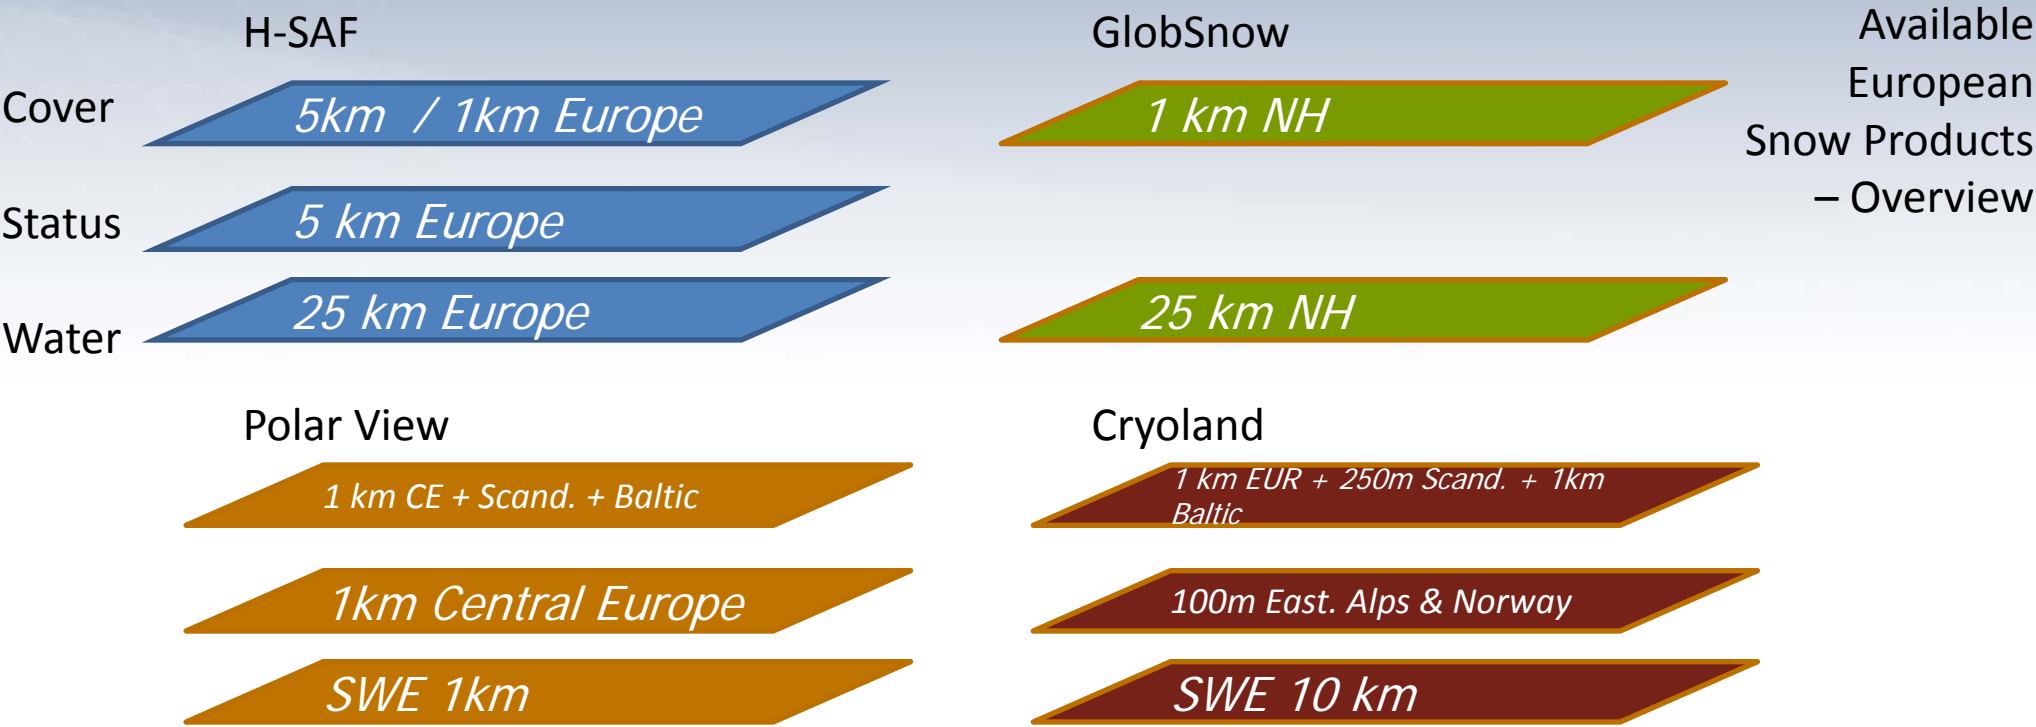 H-SAF
GlobSnow
Available
European
Snow Products
– Overview
Cover
5km / 1km Europe
1 km NH
Status
5 km Europe
Water
25 km Europe
25 km NH
Polar View
Cryoland
1 km CE + Scand. + Baltic
1 km EUR + 250m Scand. + 1km
Baltic
1km Central Europe
100m East. Alps & Norway
SWE 1km
SWE 10 km